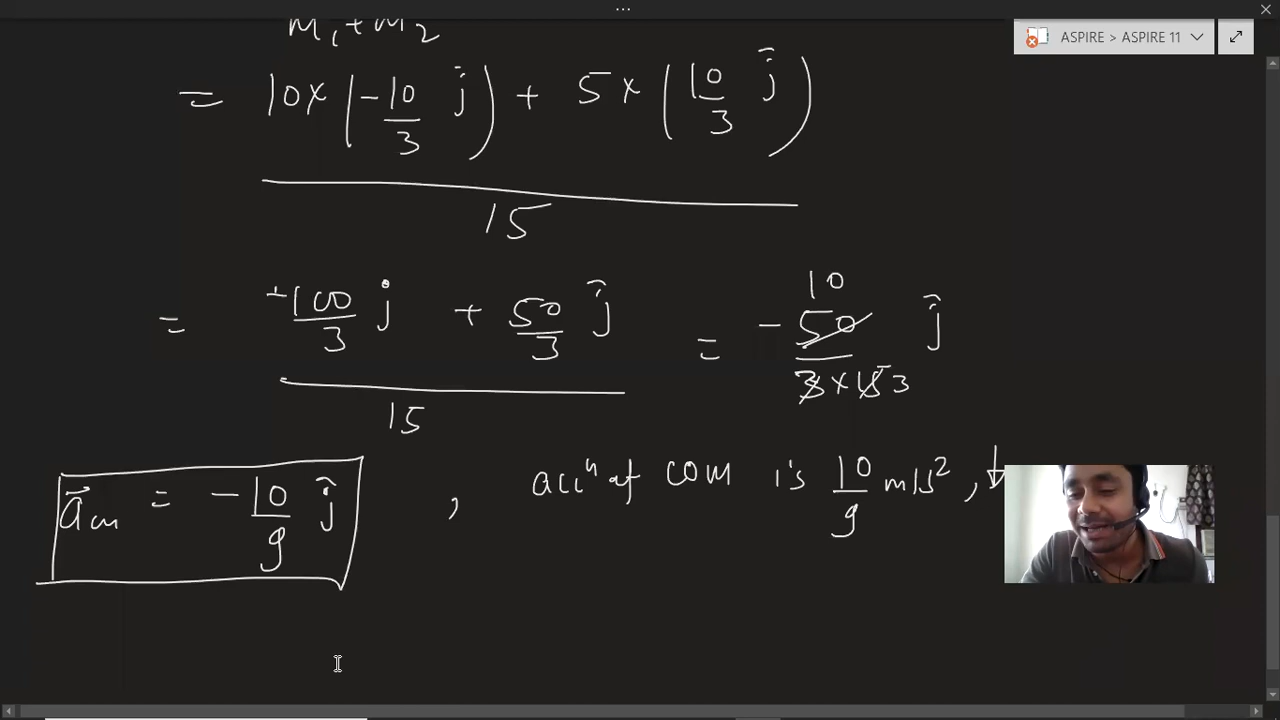 ...
ASPIRE > ASPIRE 11
m₁ + m₂
= 10 × (-10/3 ĵ) + 5 × (10/3 ĵ)
15
= -100/3 ĵ + 50/3 ĵ = - 50/3×15 ĵ 10 3
15
a⃗cm = -10/9 ĵ , accⁿ of COM is 10/9 m/s², ↓